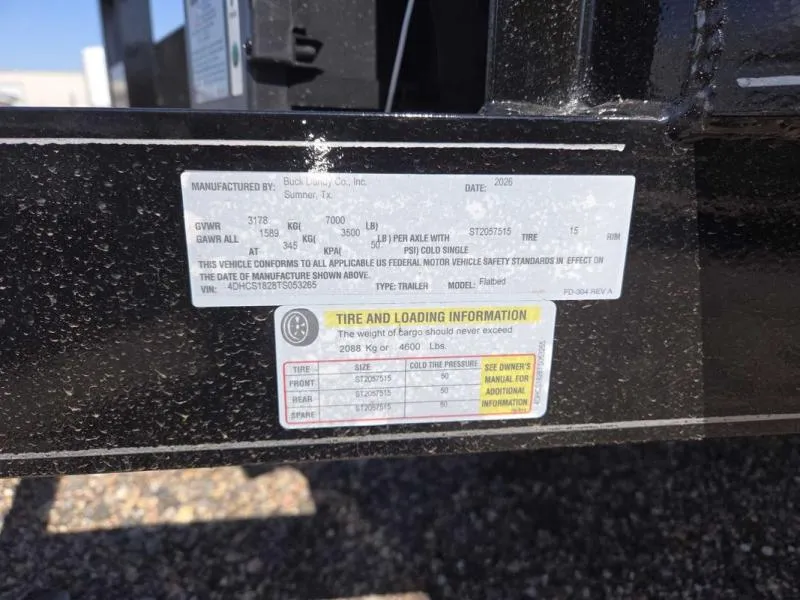 MANUFACTURED BY: Buck Dandy Co., Inc. DATE: 2026
Sumner, Tx.
GVWR 3178 KG( 7000 LB)
GAWR ALL 1589 KG( 3500 LB) PER AXLE WITH ST2057515 TIRE 15 RIM
AT 345 KPA( 50 PSI) COLD SINGLE
THIS VEHICLE CONFORMS TO ALL APPLICABLE US FEDERAL MOTOR VEHICLE SAFETY STANDARDS IN EFFECT ON
THE DATE OF MANUFACTURE SHOWN ABOVE.
VIN: 4DHCS1828TS053265 TYPE: TRAILER MODEL: Flatbed
FD-304 REV A
TIRE AND LOADING INFORMATION
The weight of cargo should never exceed
2088 Kg or 4600 Lbs.
TIRE SIZE COLD TIRE PRESSURE
FRONT ST2057515 50
REAR ST2057515 50
SPARE ST2057515 50
SEE OWNER'S
MANUAL FOR
ADDITIONAL
INFORMATION